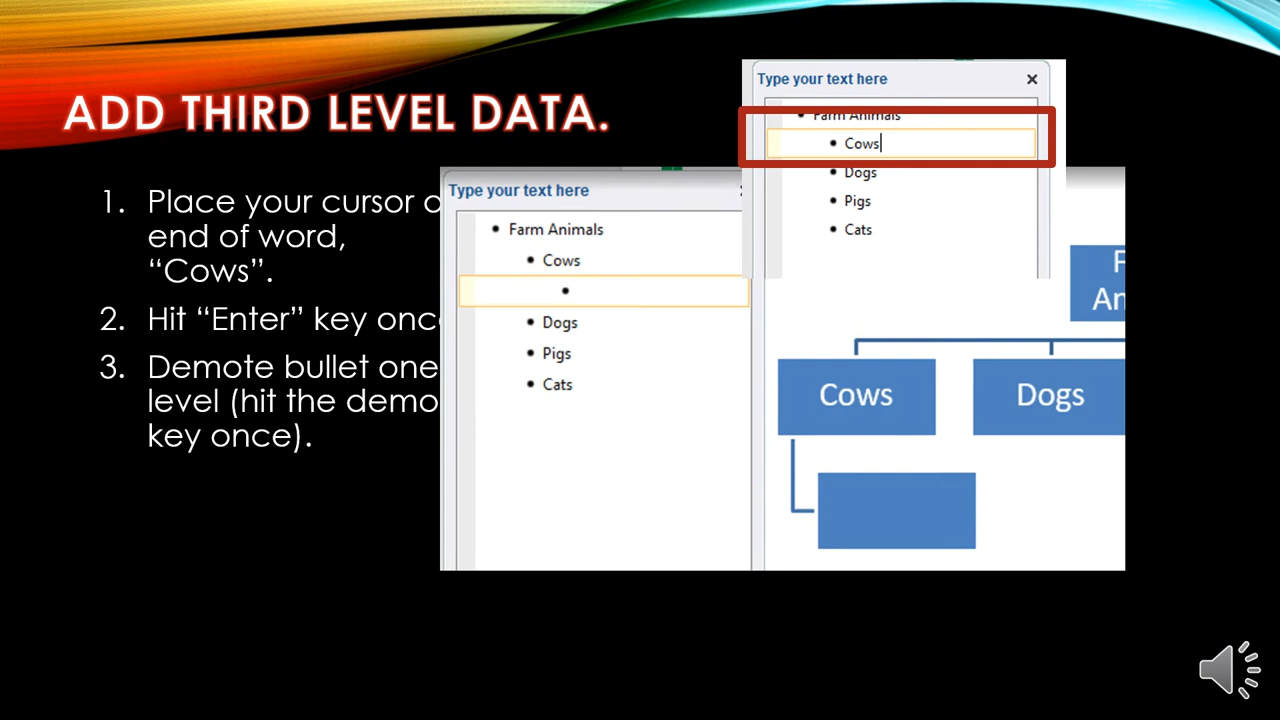 ADD THIRD LEVEL DATA.
1. Place your cursor
end of word,
“Cows”.
2. Hit “Enter” key
3. Demote bullet one
level (hit the
key once).
Type your text here
Farm Animals
Cows
Dogs
Pigs
Cats
Type your text here
Farm Animals
Cows
Dogs
Pigs
Cats
Cows
Dogs